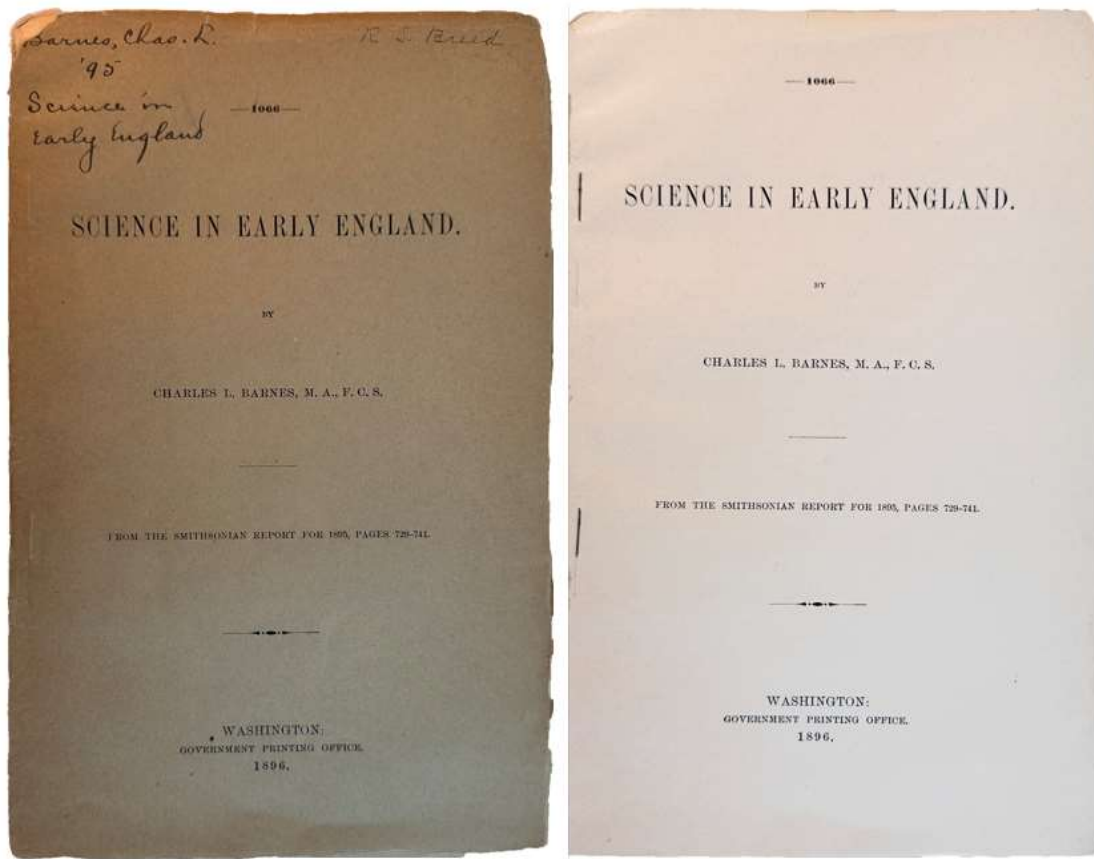 Barnes, Chas. L.
R S Breed
'95
Science in
Early England
—1066—
SCIENCE IN EARLY ENGLAND.
BY
CHARLES L. BARNES, M. A., F. C. S.
FROM THE SMITHSONIAN REPORT FOR 1895, PAGES 729–741.
WASHINGTON:
GOVERNMENT PRINTING OFFICE.
1896.
—1066—
SCIENCE IN EARLY ENGLAND.
BY
CHARLES L. BARNES, M. A., F. C. S.
FROM THE SMITHSONIAN REPORT FOR 1895, PAGES 729–741.
WASHINGTON:
GOVERNMENT PRINTING OFFICE.
1896.